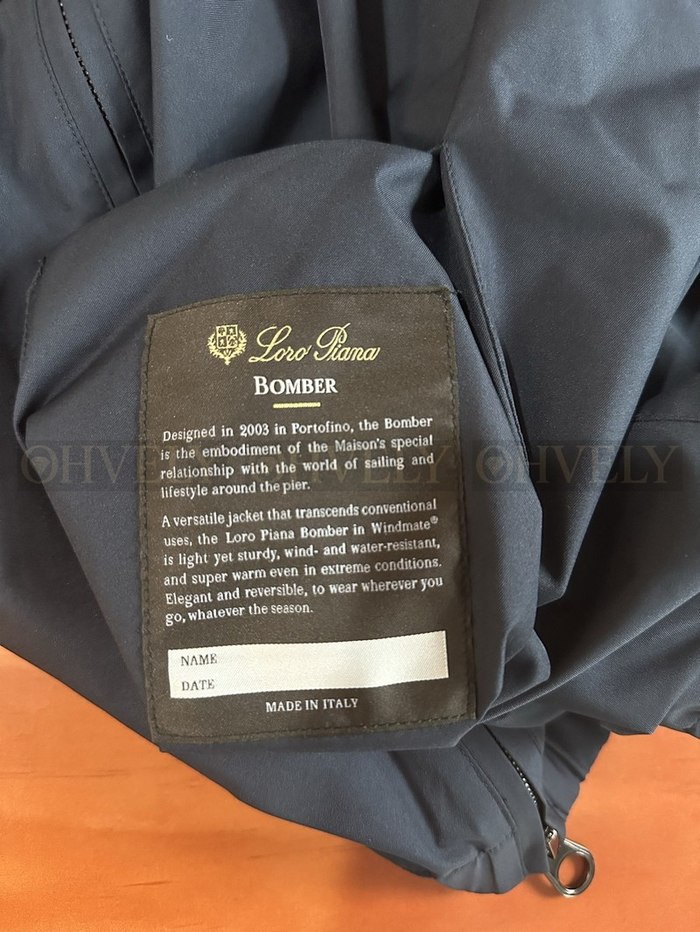 Loro Piana
BOMBER
Designed in 2003 in Portofino, the Bomber
is the embodiment of the Maison's special
relationship with the world of sailing and
lifestyle around the pier.
A versatile jacket that transcends conventional
uses, the Loro Piana Bomber in Windmate®
is light yet sturdy, wind- and water-resistant,
and super warm even in extreme conditions.
Elegant and reversible, to wear wherever you
go, whatever the season.
NAME
DATE
MADE IN ITALY
OHVELY OHVELY OHVELY